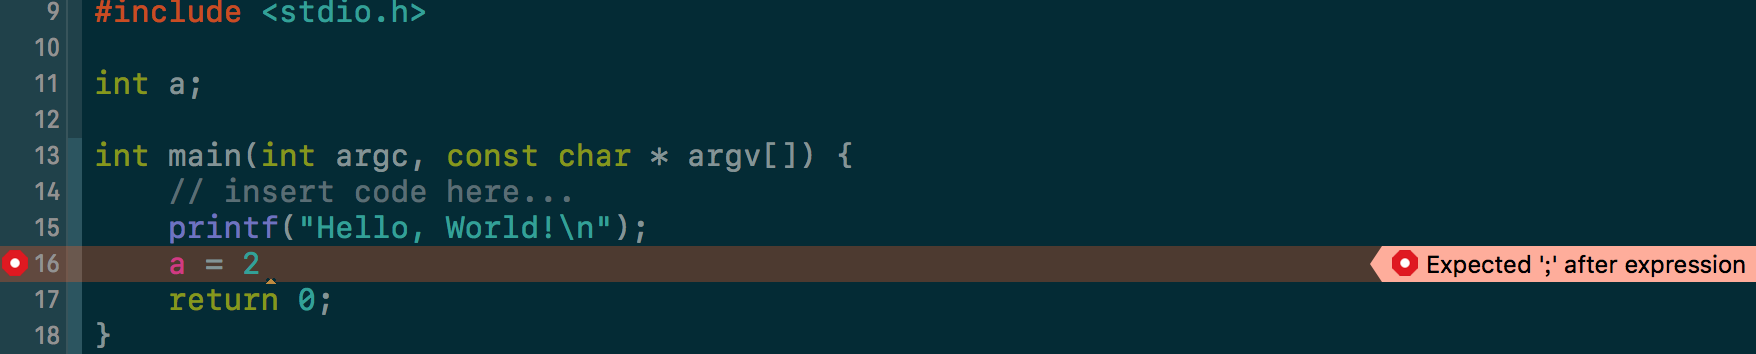 9 #include <stdio.h>
10
11 int a;
12
13 int main(int argc, const char * argv[]) {
14     // insert code here...
15     printf("Hello, World!\n");
16     a = 2 Expected ';' after expression
17     return 0;
18 }